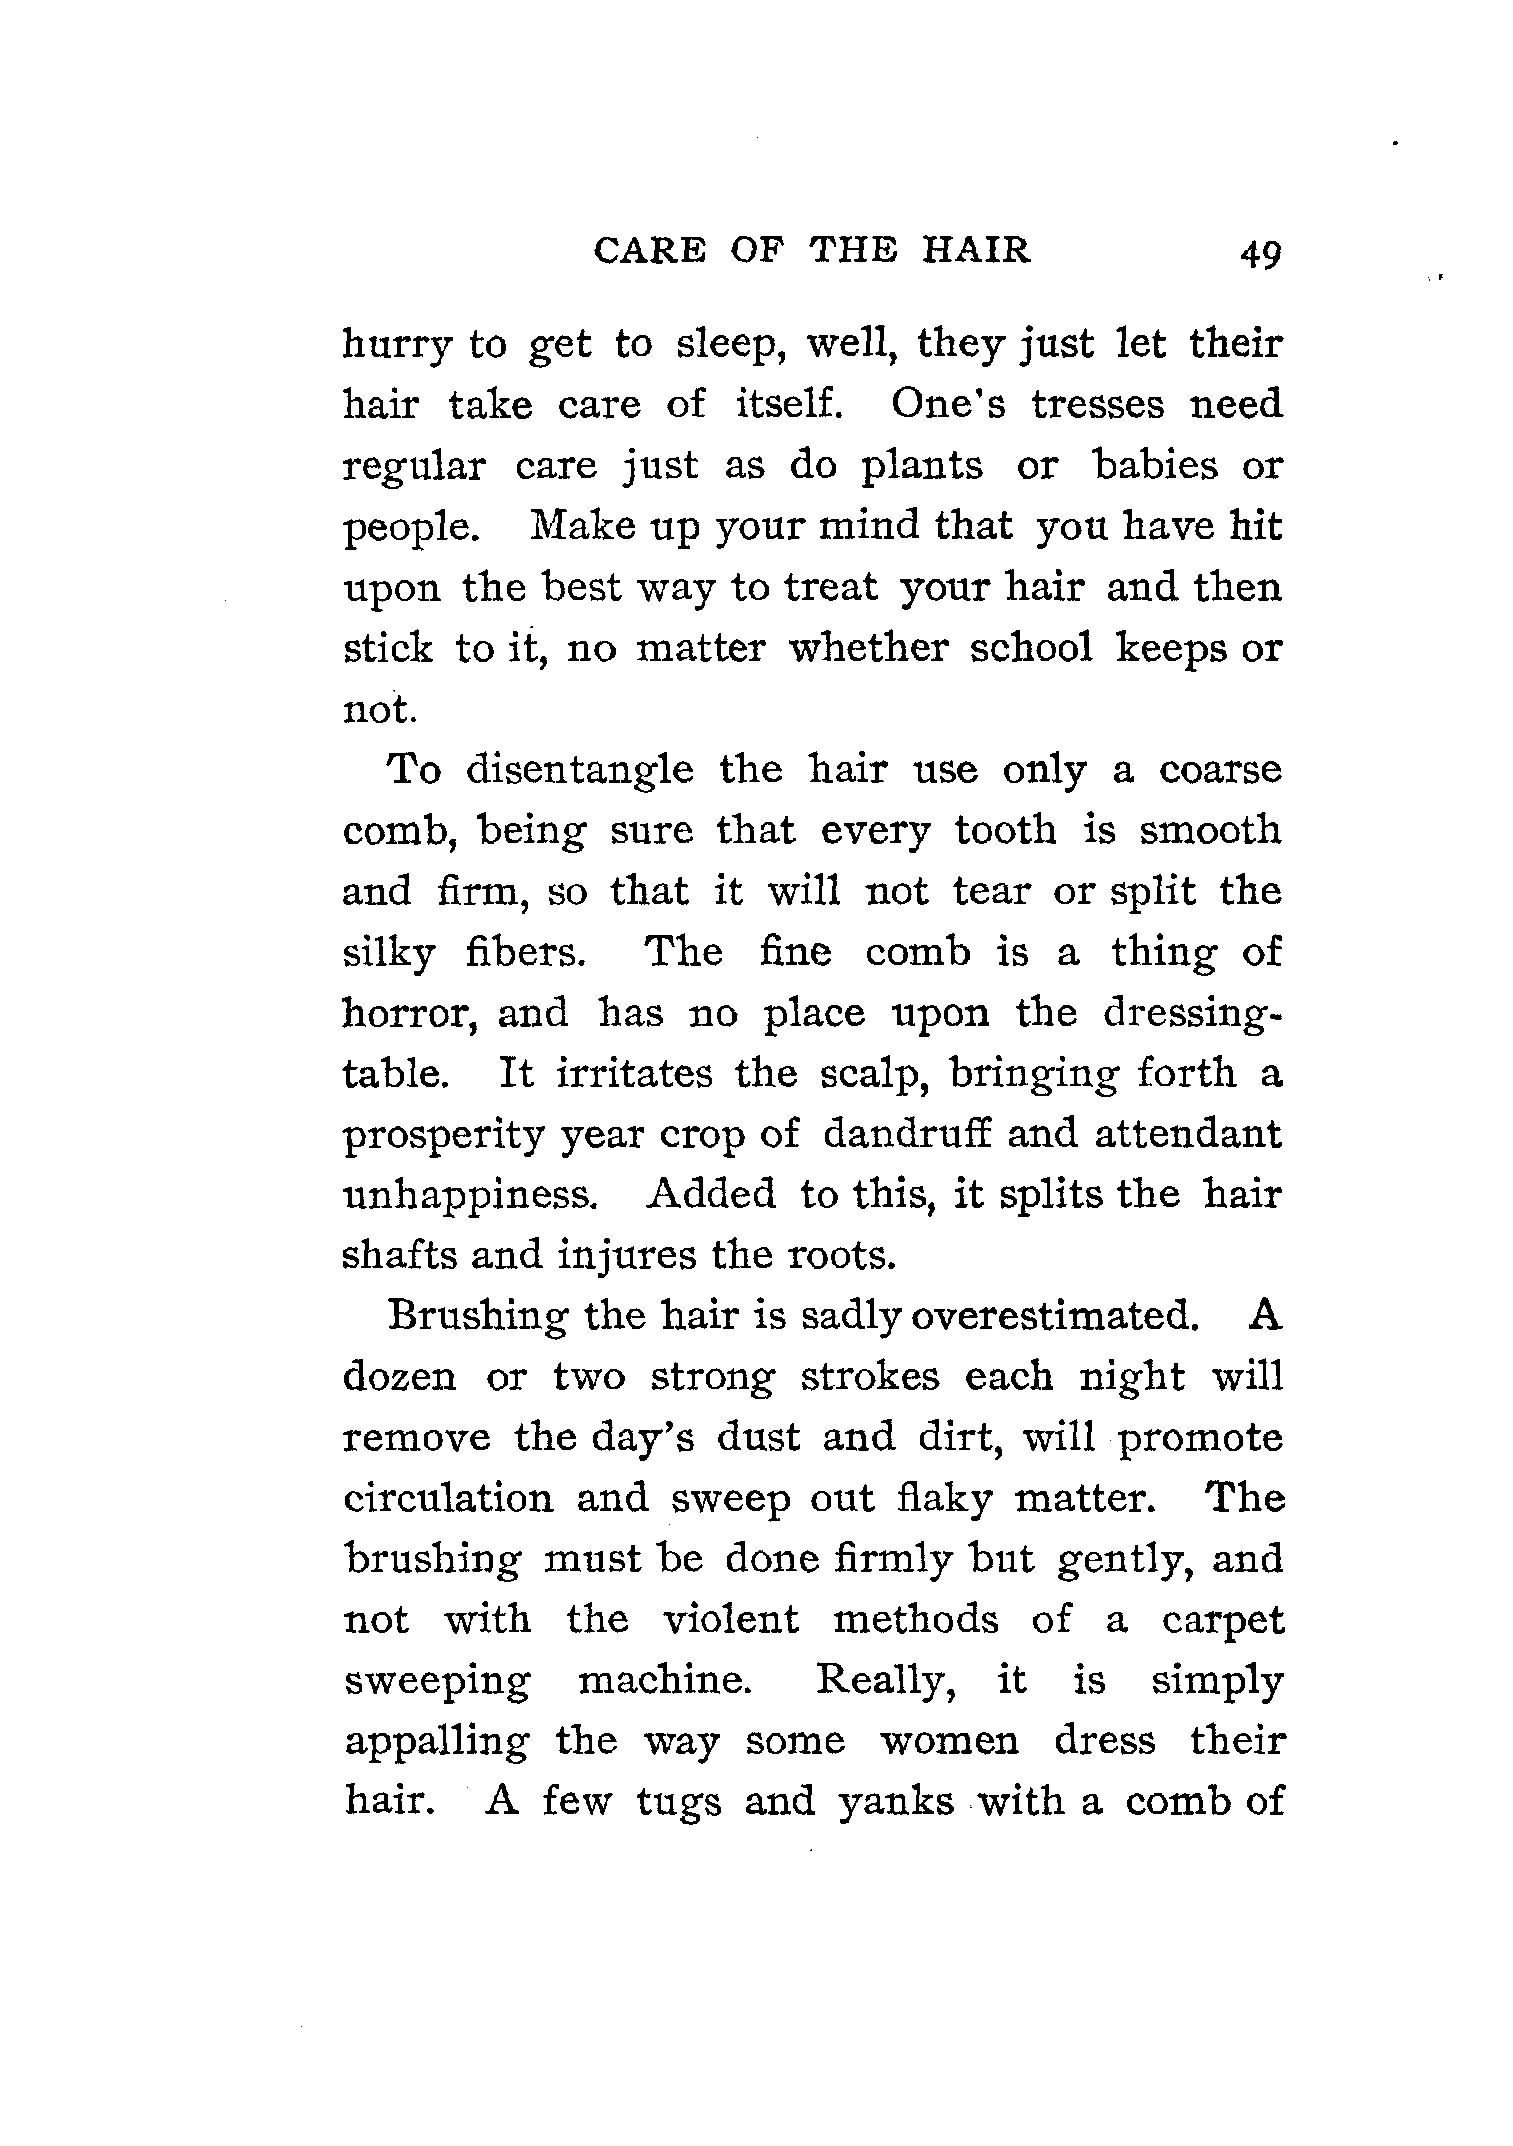 CARE OF THE HAIR 49
hurry to get to sleep, well, they just let their
hair take care of itself. One's tresses need
regular care just as do plants or babies or
people. Make up your mind that you have hit
upon the best way to treat your hair and then
stick to it, no matter whether school keeps or
not.
To disentangle the hair use only a coarse
comb, being sure that every tooth is smooth
and firm, so that it will not tear or split the
silky fibers. The fine comb is a thing of
horror, and has no place upon the dressing-
table. It irritates the scalp, bringing forth a
prosperity year crop of dandruff and attendant
unhappiness. Added to this, it splits the hair
shafts and injures the roots.
Brushing the hair is sadly overestimated. A
dozen or two strong strokes each night will
remove the day's dust and dirt, will promote
circulation and sweep out flaky matter. The
brushing must be done firmly but gently, and
not with the violent methods of a carpet
sweeping machine. Really, it is simply
appalling the way some women dress their
hair. A few tugs and yanks with a comb of